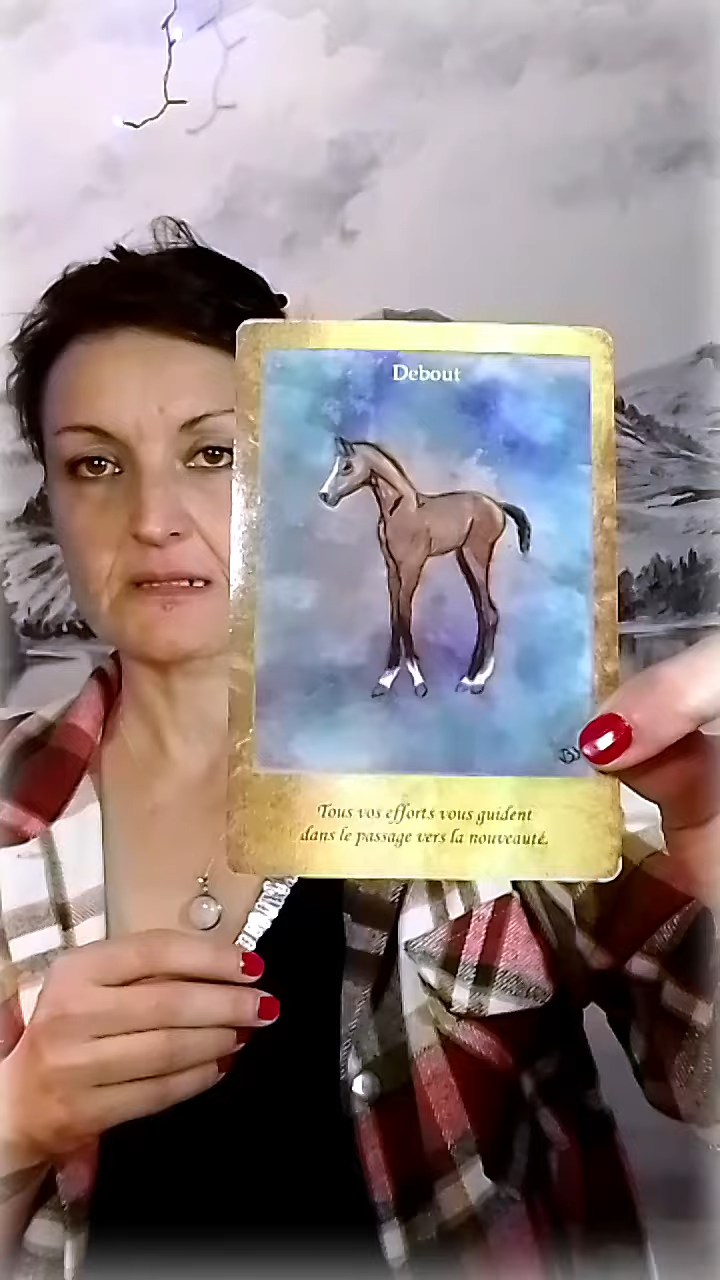 Debout
Tous vos efforts vous guident
dans le passage vers la nouveauté.